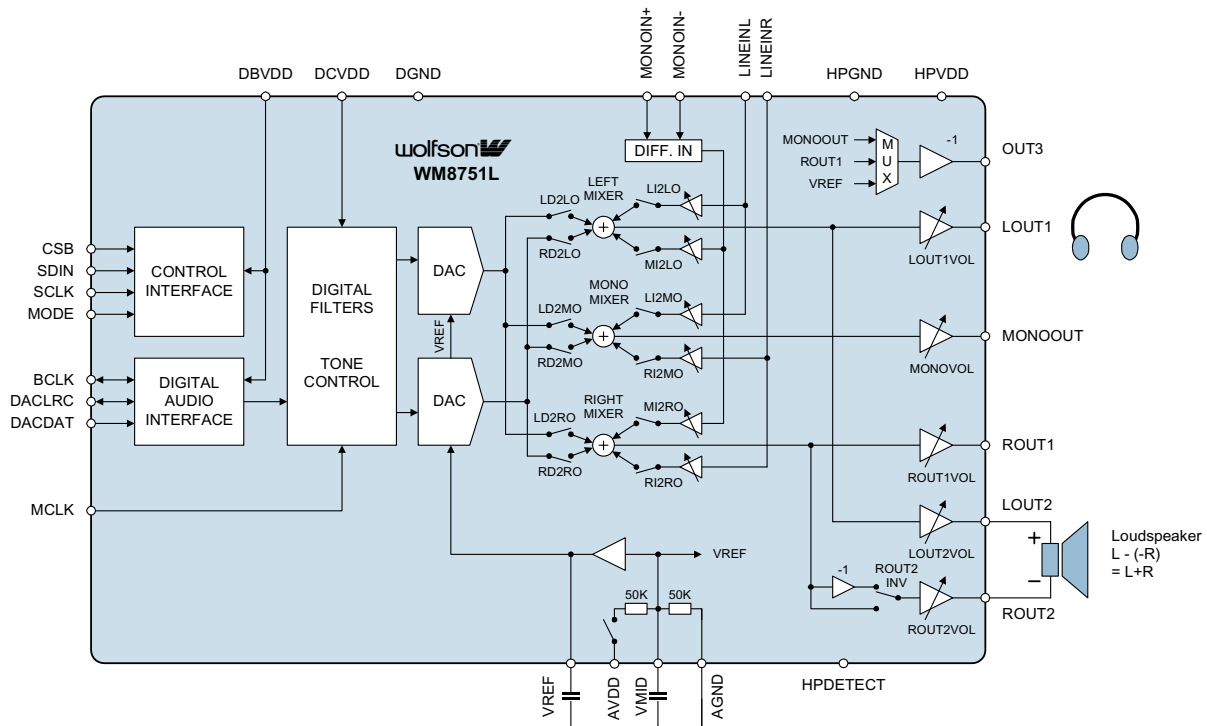 MONOIN+
MONOIN-
LINEINL
LINEINR
DBVDD
DCVDD
DGND
HPGND
HPVDD
wolfson
WM8751L
DIFF. IN
MONOOUT
ROUT1
VREF
MUX
-1
OUT3
LEFT
MIXER
LD2LO
LI2LO
RD2LO
MI2LO
LOUT1
LOUT1VOL
CSB
SDIN
SCLK
MODE
CONTROL
INTERFACE
DIGITAL
FILTERS
TONE
CONTROL
DAC
VREF
DAC
MONO
MIXER
LD2MO
LI2MO
RD2MO
RI2MO
MONOOUT
MONOVOL
BCLK
DACLRC
DACDAT
DIGITAL
AUDIO
INTERFACE
RIGHT
MIXER
LD2RO
MI2RO
RD2RO
RI2RO
ROUT1
ROUT1VOL
MCLK
LOUT2
LOUT2VOL
VREF
+
−
Loudspeaker
L - (-R)
= L+R
-1
ROUT2
INV
ROUT2VOL
ROUT2
50K
50K
VREF
AVDD
VMID
AGND
HPDETECT